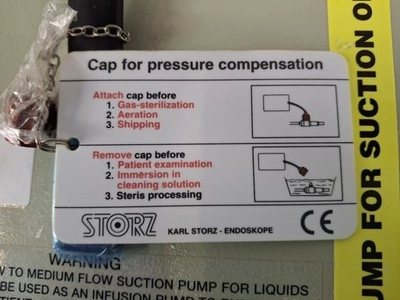 Cap for pressure compensation
Attach cap before
1. Gas-sterilization
2. Aeration
3. Shipping
Remove cap before
1. Patient examination
2. Immersion in
cleaning solution
3. Steris processing
STORZ
KARL STORZ - ENDOSKOPE
CE
UMP FOR SUCTION O
WARNING
W TO MEDIUM FLOW SUCTION PUMP FOR LIQUIDS
BE USED AS AN INFUSION PUMP TO